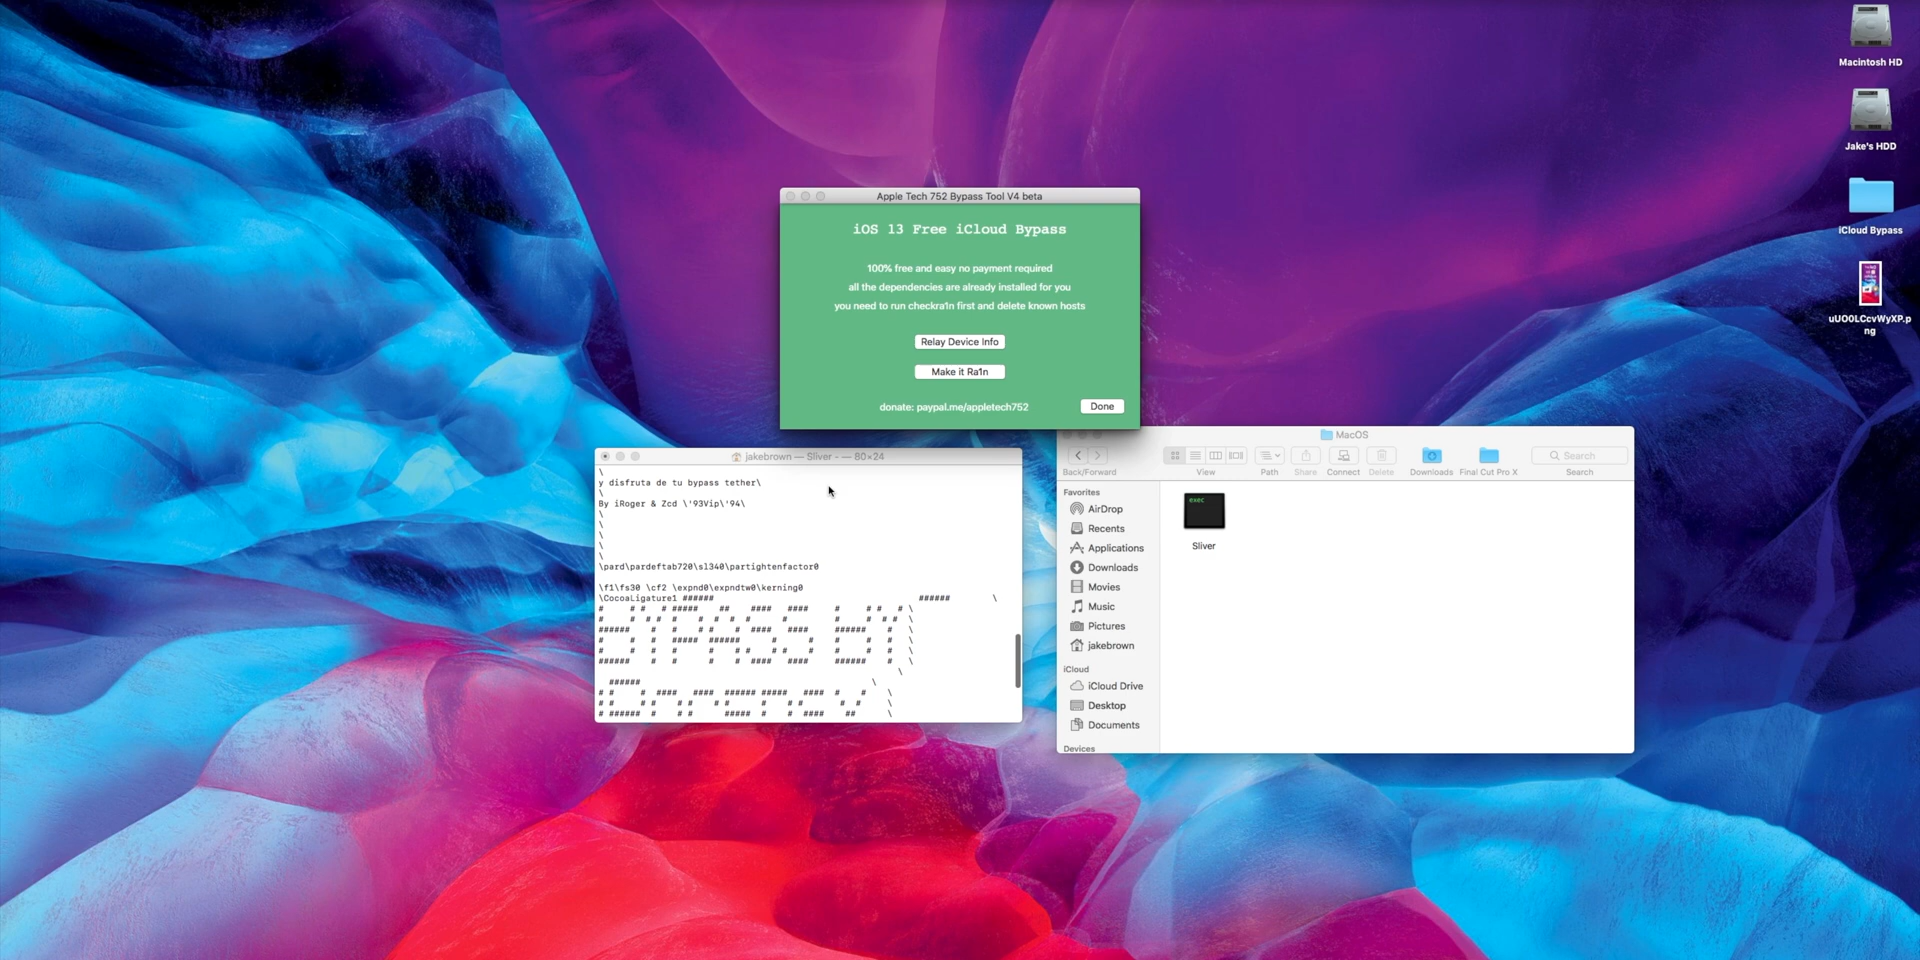 Macintosh HD
Jake's HDD
iCloud Bypass
uUO0LCcvWyXP.p
ng
Apple Tech 752 Bypass Tool V4 beta
iOS 13 Free iCloud Bypass
100% free and easy no payment required
all the dependencies are already installed for you
you need to run checkra1n first and delete known hosts
Relay Device Info
Make it Ra1n
donate: paypal.me/appletech752
Done
jakebrown — Sliver - — 80×24
\
y disfruta de tu bypass tether\
\
By iRoger & Zcd \'93Vip\'94\
\
\
\
\
\
\pard\pardeftab720\sl340\partightenfactor0
\f1\fs30 \cf2 \expnd0\expndtw0\kerning0
\CocoaLigature1 ###### ###### \
MacOS
Back/Forward
View
Path
Share
Connect
Delete
Downloads
Final Cut Pro X
Search
Search
Favorites
AirDrop
Recents
Applications
Downloads
Movies
Music
Pictures
jakebrown
iCloud
iCloud Drive
Desktop
Documents
Devices
exec
Sliver